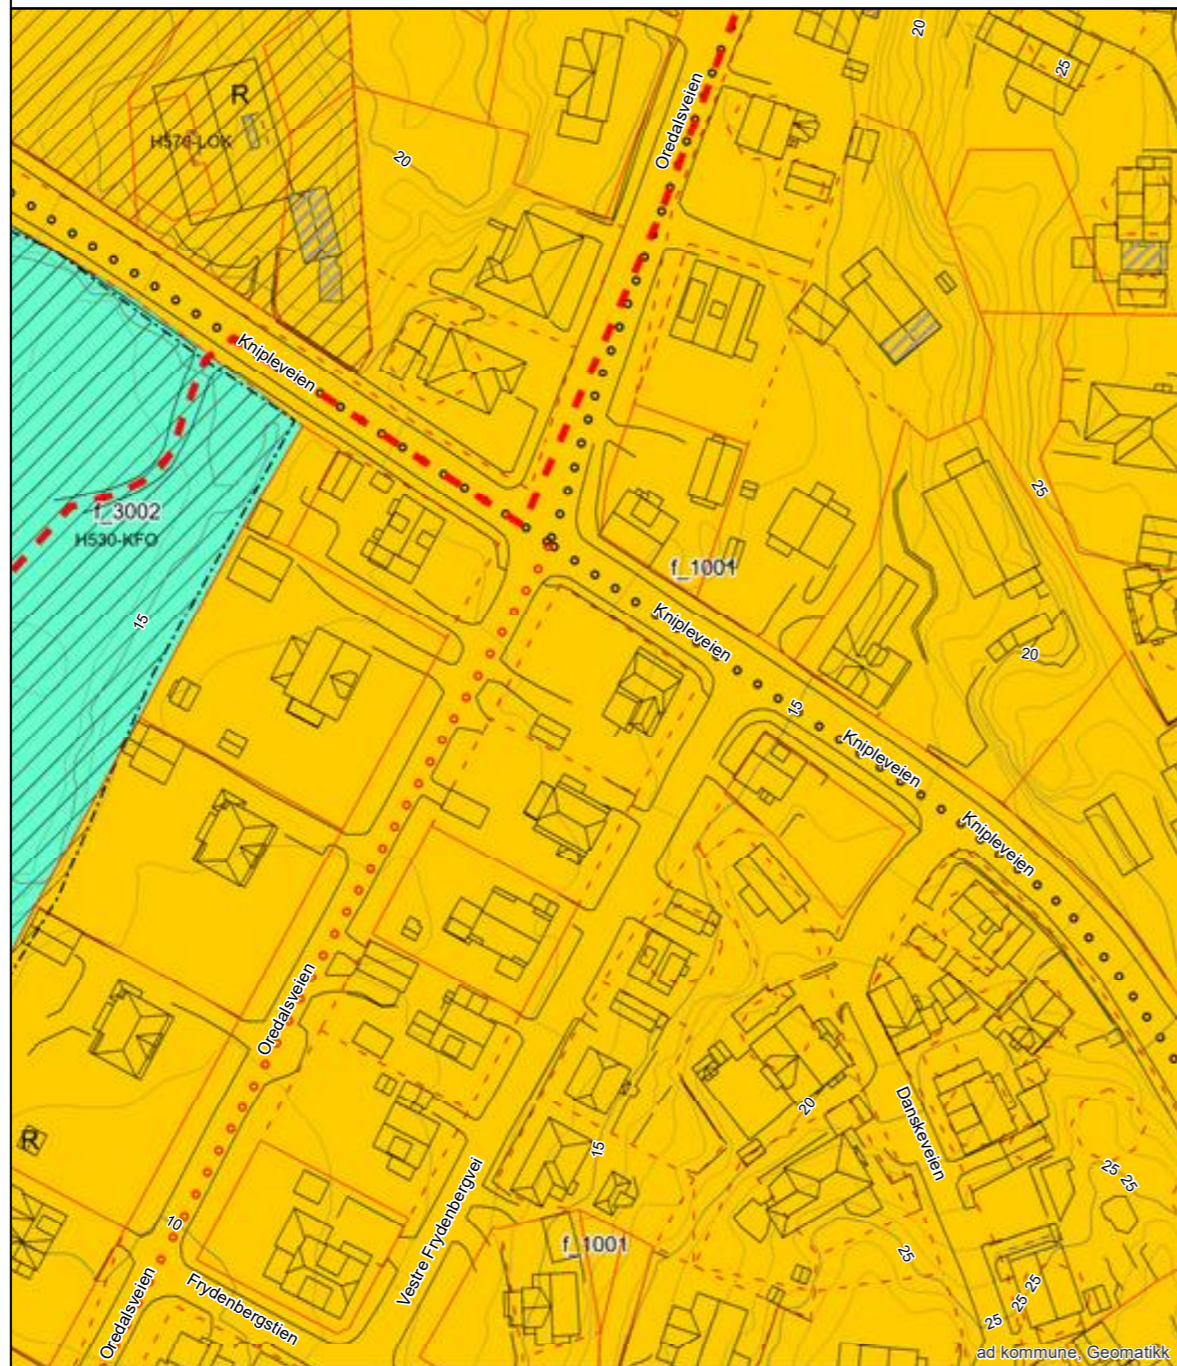 20
25
Oredalsveien
R
H570-LOK
20
Knipleveien
25
f_3002
H530-KFO
f_1001
15
Knipleveien
20
15
Knipleveien
Knipleveien
Oredalsveien
20
Danskeveien
R
15
25
25
Vestre Frydenbergvei
10
f_1001
25
Oredalsveien
Frydenbergstien
25
25
25
ad kommune, Geomatikk